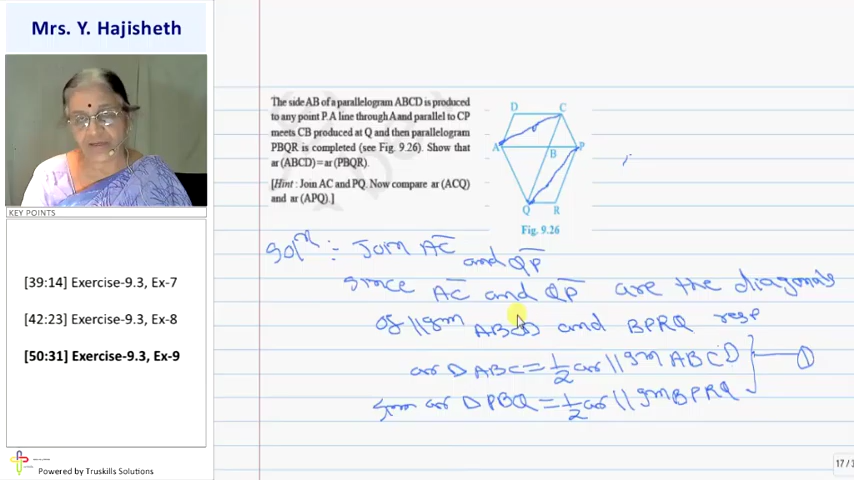 Mrs. Y. Hajisheth
KEY POINTS
[39:14] Exercise-9.3, Ex-7
[42:23] Exercise-9.3, Ex-8
[50:31] Exercise-9.3, Ex-9
Powered by Truskills Solutions
The side AB of a parallelogram ABCD is produced
to any point P. A line through A and parallel to CP
meets CB produced at Q and then parallelogram
PBQR is completed (see Fig. 9.26). Show that
ar (ABCD) = ar (PBQR).
[Hint : Join AC and PQ. Now compare ar (ACQ)
and ar (APQ).]
D C
A B P
Q R
Fig. 9.26
Soln :- Join AC and QP
since AC and QP are the diagonals
of ||gm ABCD and BPRQ resp
ar Δ ABC = 1/2 ar ||gm ABCD
ar Δ PBQ = 1/2 ar ||gm BPRQ
①